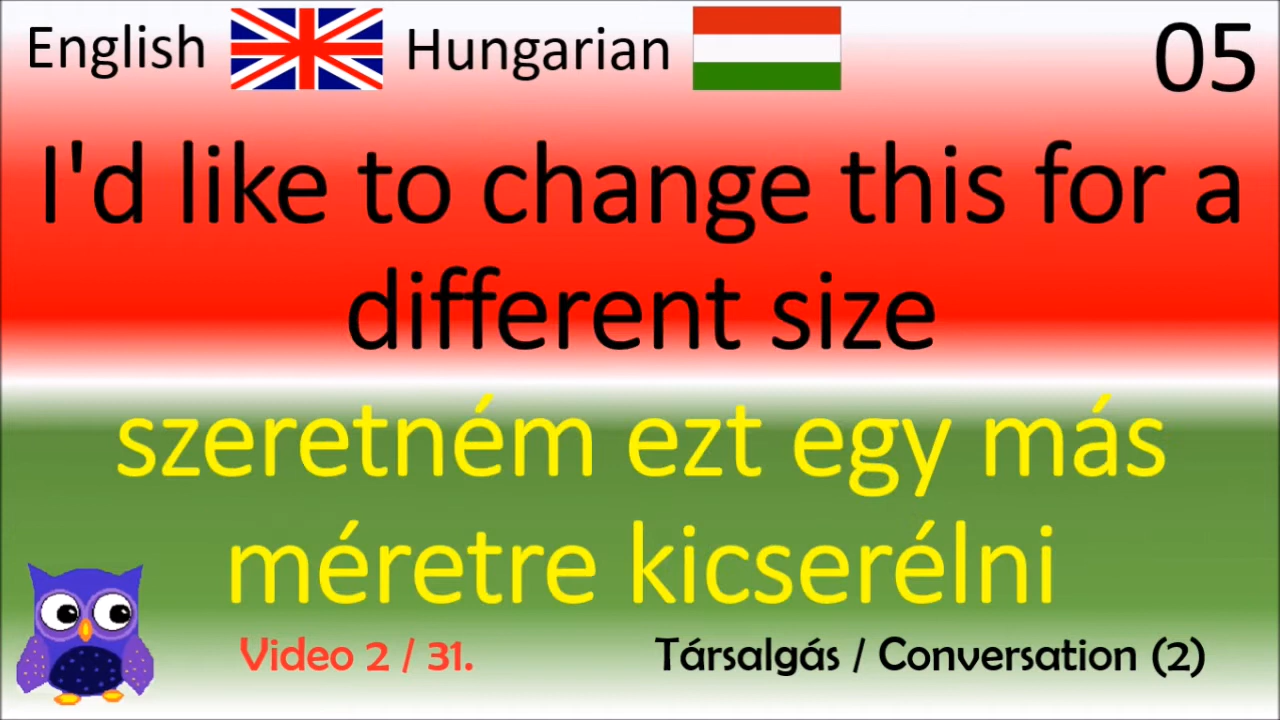 English Hungarian 05
I'd like to change this for a
different size
szeretném ezt egy más
méretre kicserélni
Video 2 / 31. Társalgás / Conversation (2)